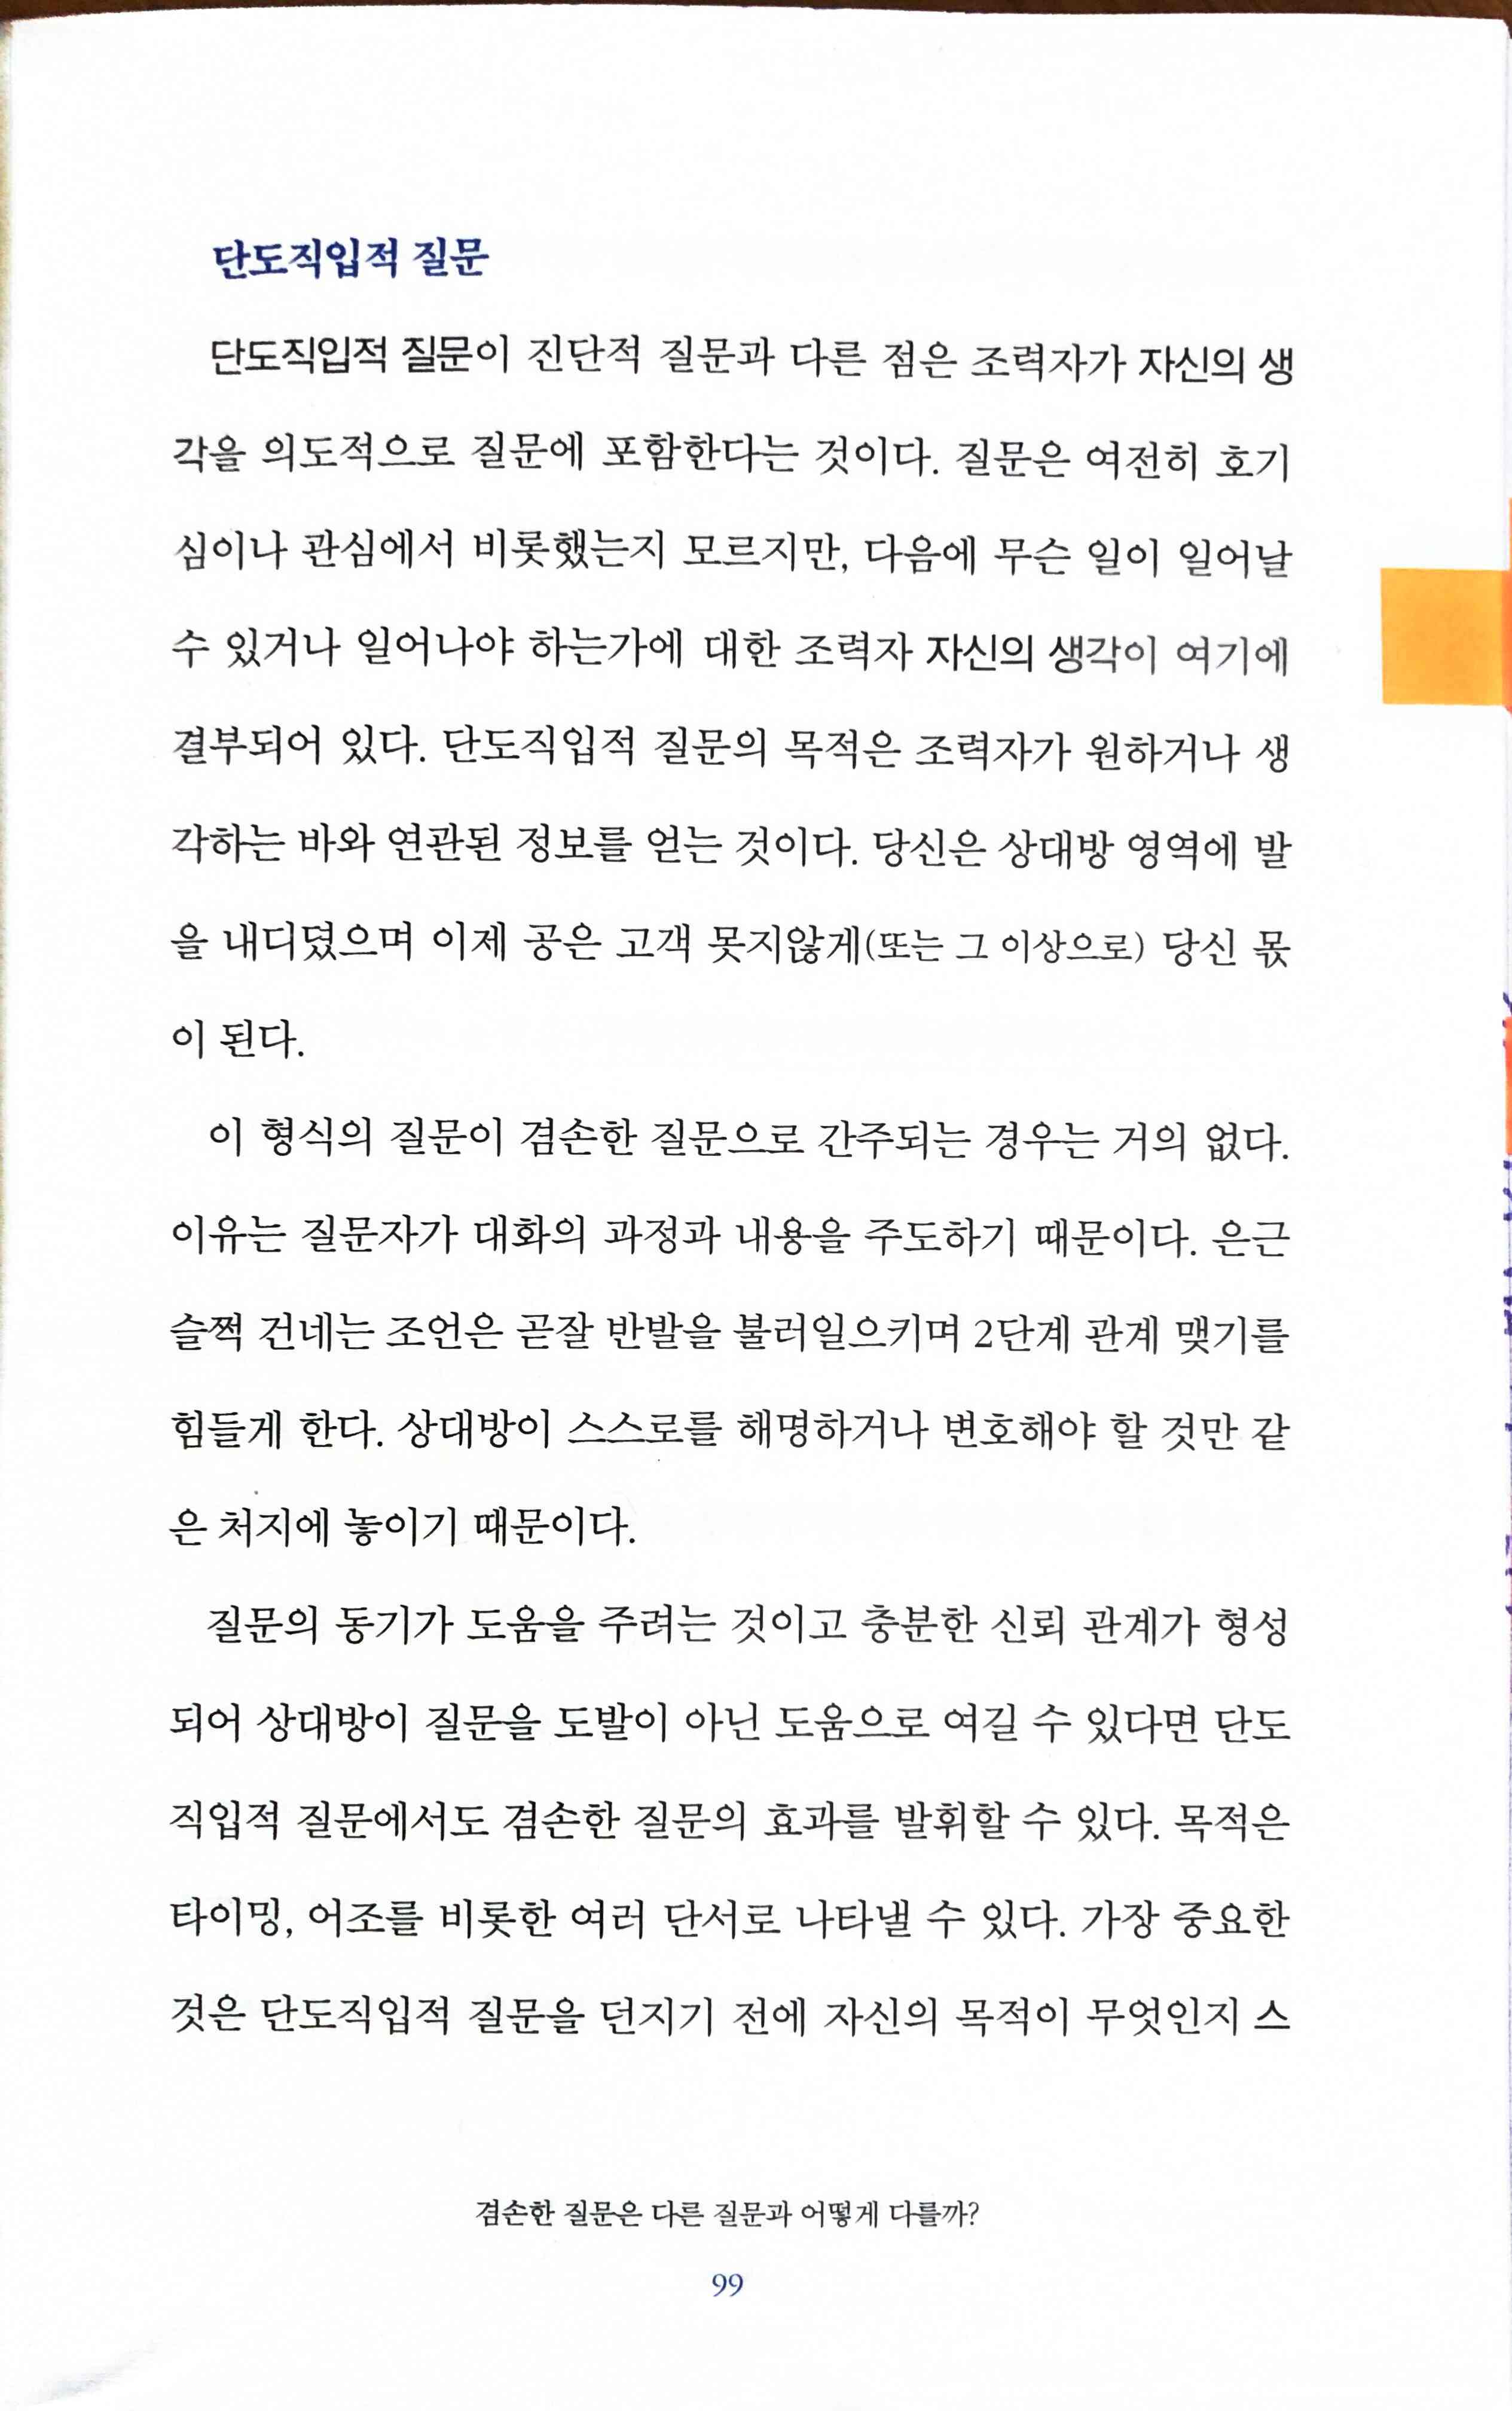 단도직입적 질문
단도직입적 질문이 진단적 질문과 다른 점은 조력자가 자신의 생
각을 의도적으로 질문에 포함한다는 것이다. 질문은 여전히 호기
심이나 관심에서 비롯했는지 모르지만, 다음에 무슨 일이 일어날
수 있거나 일어나야 하는가에 대한 조력자 자신의 생각이 여기에
결부되어 있다. 단도직입적 질문의 목적은 조력자가 원하거나 생
각하는 바와 연관된 정보를 얻는 것이다. 당신은 상대방 영역에 발
을 내디뎠으며 이제 공은 고객 못지않게(또는 그 이상으로) 당신 몫
이 된다.
이 형식의 질문이 겸손한 질문으로 간주되는 경우는 거의 없다.
이유는 질문자가 대화의 과정과 내용을 주도하기 때문이다. 은근
슬쩍 건네는 조언은 곧잘 반발을 불러일으키며 2단계 관계 맺기를
힘들게 한다. 상대방이 스스로를 해명하거나 변호해야 할 것만 같
은 처지에 놓이기 때문이다.
질문의 동기가 도움을 주려는 것이고 충분한 신뢰 관계가 형성
되어 상대방이 질문을 도발이 아닌 도움으로 여길 수 있다면 단도
직입적 질문에서도 겸손한 질문의 효과를 발휘할 수 있다. 목적은
타이밍, 어조를 비롯한 여러 단서로 나타낼 수 있다. 가장 중요한
것은 단도직입적 질문을 던지기 전에 자신의 목적이 무엇인지 스
겸손한 질문은 다른 질문과 어떻게 다를까?
99